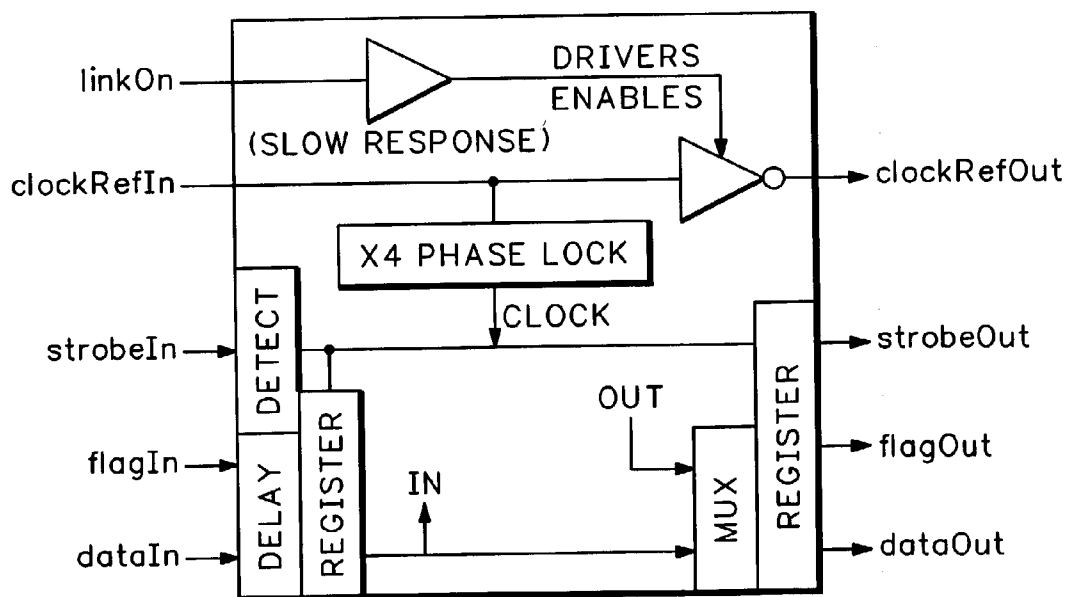 linkOn
DRIVERS
ENABLES
(SLOW RESPONSE)
clockRefIn
clockRefOut
X4 PHASE LOCK
CLOCK
strobeIn
DETECT
strobeOut
OUT
REGISTER
flagIn
flagOut
DELAY
REGISTER
IN
MUX
dataIn
dataOut